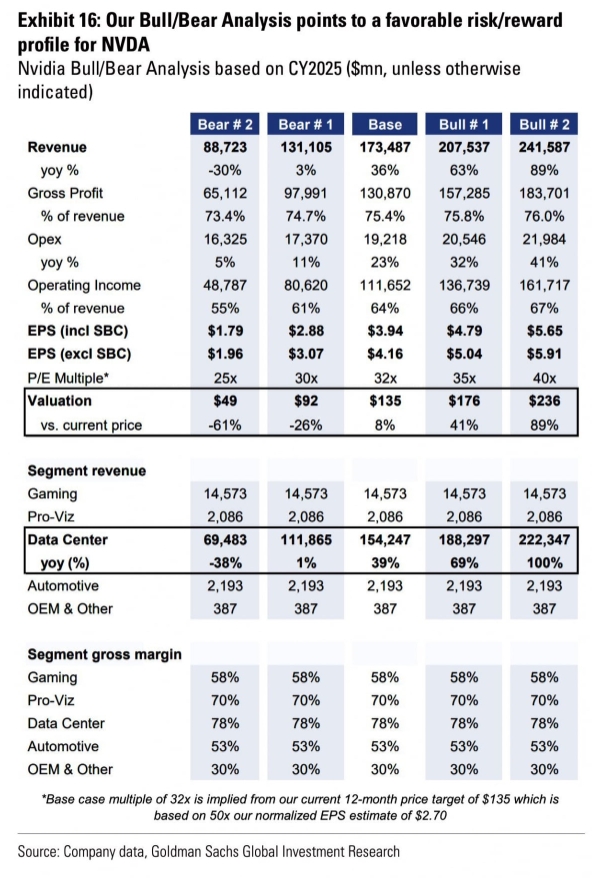 Exhibit 16: Our Bull/Bear Analysis points to a favorable risk/reward
profile for NVDA
Nvidia Bull/Bear Analysis based on CY2025 ($mn, unless otherwise
indicated)
Bear # 2 Bear # 1 Base Bull # 1 Bull # 2
Revenue 88,723 131,105 173,487 207,537 241,587
yoy % -30% 3% 36% 63% 89%
Gross Profit 65,112 97,991 130,870 157,285 183,701
% of revenue 73.4% 74.7% 75.4% 75.8% 76.0%
Opex 16,325 17,370 19,218 20,546 21,984
yoy % 5% 11% 23% 32% 41%
Operating Income 48,787 80,620 111,652 136,739 161,717
% of revenue 55% 61% 64% 66% 67%
EPS (incl SBC) $1.79 $2.88 $3.94 $4.79 $5.65
EPS (excl SBC) $1.96 $3.07 $4.16 $5.04 $5.91
P/E Multiple* 25x 30x 32x 35x 40x
Valuation $49 $92 $135 $176 $236
vs. current price -61% -26% 8% 41% 89%
Segment revenue
Gaming 14,573 14,573 14,573 14,573 14,573
Pro-Viz 2,086 2,086 2,086 2,086 2,086
Data Center 69,483 111,865 154,247 188,297 222,347
yoy (%) -38% 1% 39% 69% 100%
Automotive 2,193 2,193 2,193 2,193 2,193
OEM & Other 387 387 387 387 387
Segment gross margin
Gaming 58% 58% 58% 58% 58%
Pro-Viz 70% 70% 70% 70% 70%
Data Center 78% 78% 78% 78% 78%
Automotive 53% 53% 53% 53% 53%
OEM & Other 30% 30% 30% 30% 30%
*Base case multiple of 32x is implied from our current 12-month price target of $135 which is
based on 50x our normalized EPS estimate of $2.70
Source: Company data, Goldman Sachs Global Investment Research